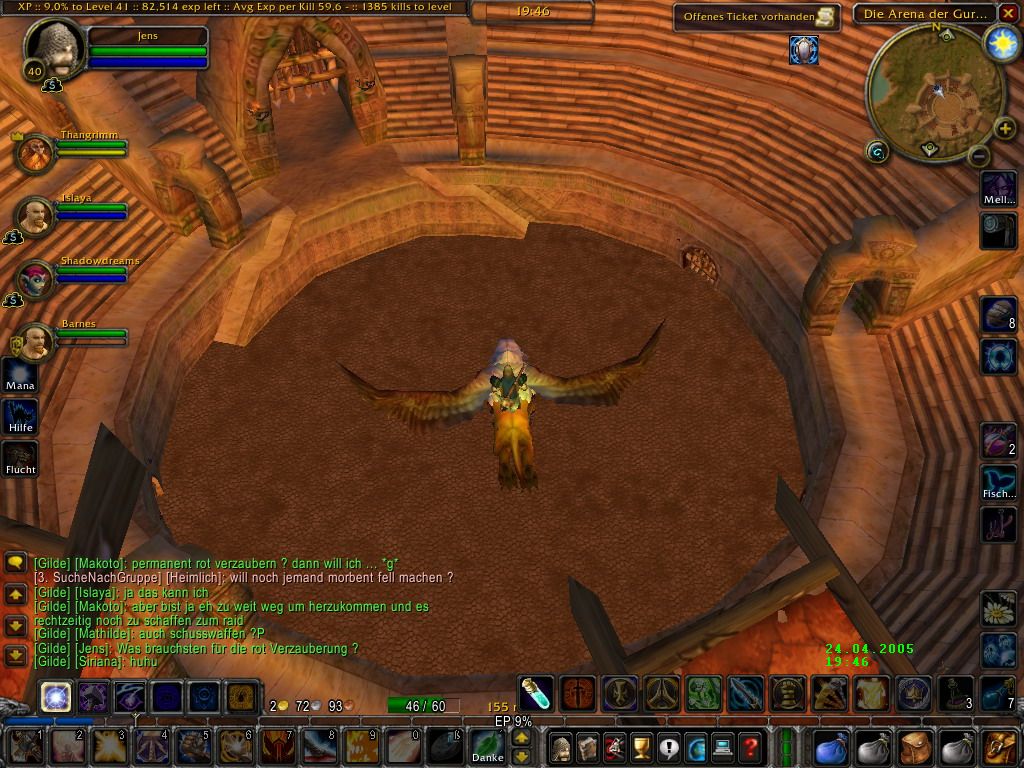 XP :: 9,0% to Level 41 :: 82,514 exp left :: Avg Exp per Kill 59,6 - :: 1385 kills to level
19:46
Offenes Ticket vorhanden
Die Arena der Gur...
N
Jens
40
Thangrimm
Islaya
5
Shadowdreams
5
Barnes
Mana
Hilfe
Flucht
Mell...
8
2
Fisch...
[Gilde] [Makoto]: permanent rot verzaubern ? dann will ich ... *g*
[3. SucheNachGruppe] [Heimlich]: will noch jemand morbent fell machen ?
[Gilde] [Islaya]: ja das kann ich
[Gilde] [Makoto]: aber bist ja eh zu weit weg um herzukommen und es
rechtzeitig noch zu schaffen zum raid
[Gilde] [Mathilde]: auch schusswaffen ?P
[Gilde] [Jens]: Was brauchsten für die rot Verzauberung ?
[Gilde] [Siriana]: huhu
24.04.2005
19:46
2 72 93
46 / 60
EP 9%
3
7
Danke